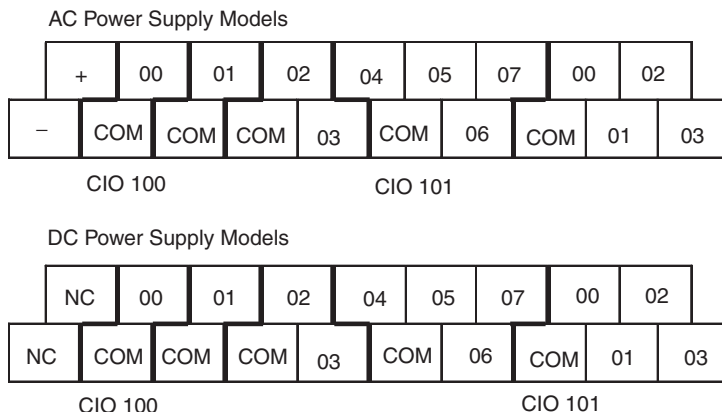 AC Power Supply Models
+ 00 01 02 04 05 07 00 02
– COM COM COM 03 COM 06 COM 01 03
CIO 100 CIO 101
DC Power Supply Models
NC 00 01 02 04 05 07 00 02
NC COM COM COM 03 COM 06 COM 01 03
CIO 100 CIO 101